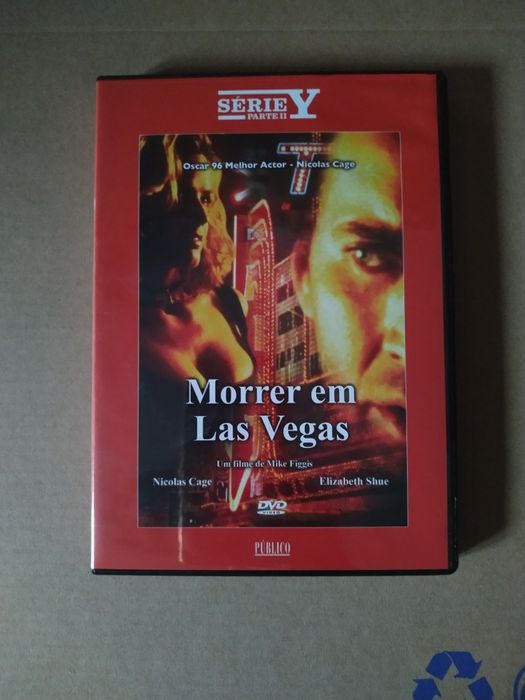 SÉRIE Y
PARTE II
Oscar 96 Melhor Actor - Nicolas Cage
T
Morrer em
Las Vegas
Um filme de Mike Figgis
Nicolas Cage Elizabeth Shue
DVD
VIDEO
PÚBLICO